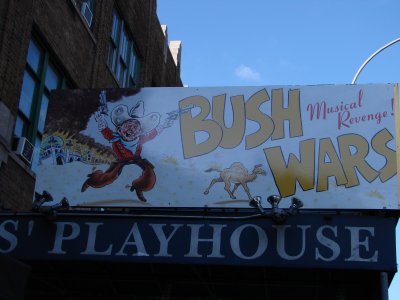 BUSH
WARS
Musical
Revenge!
S' PLAYHOUSE